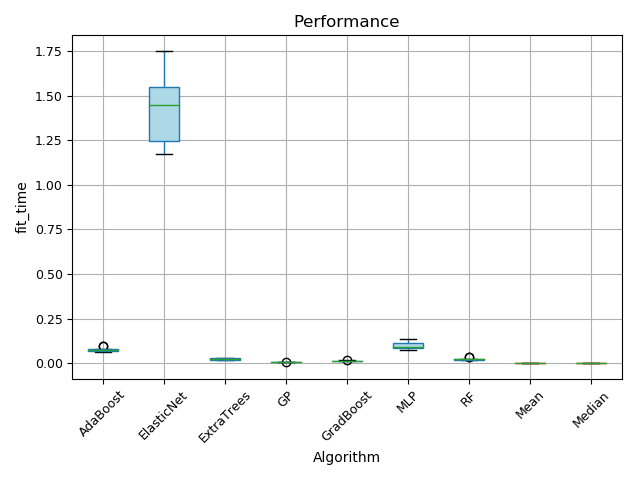 Performance
1.75
1.50
1.25
1.00
0.75
0.50
0.25
0.00
fit_time
AdaBoost
ElasticNet
ExtraTrees
GP
GradBoost
MLP
RF
Mean
Median
Algorithm